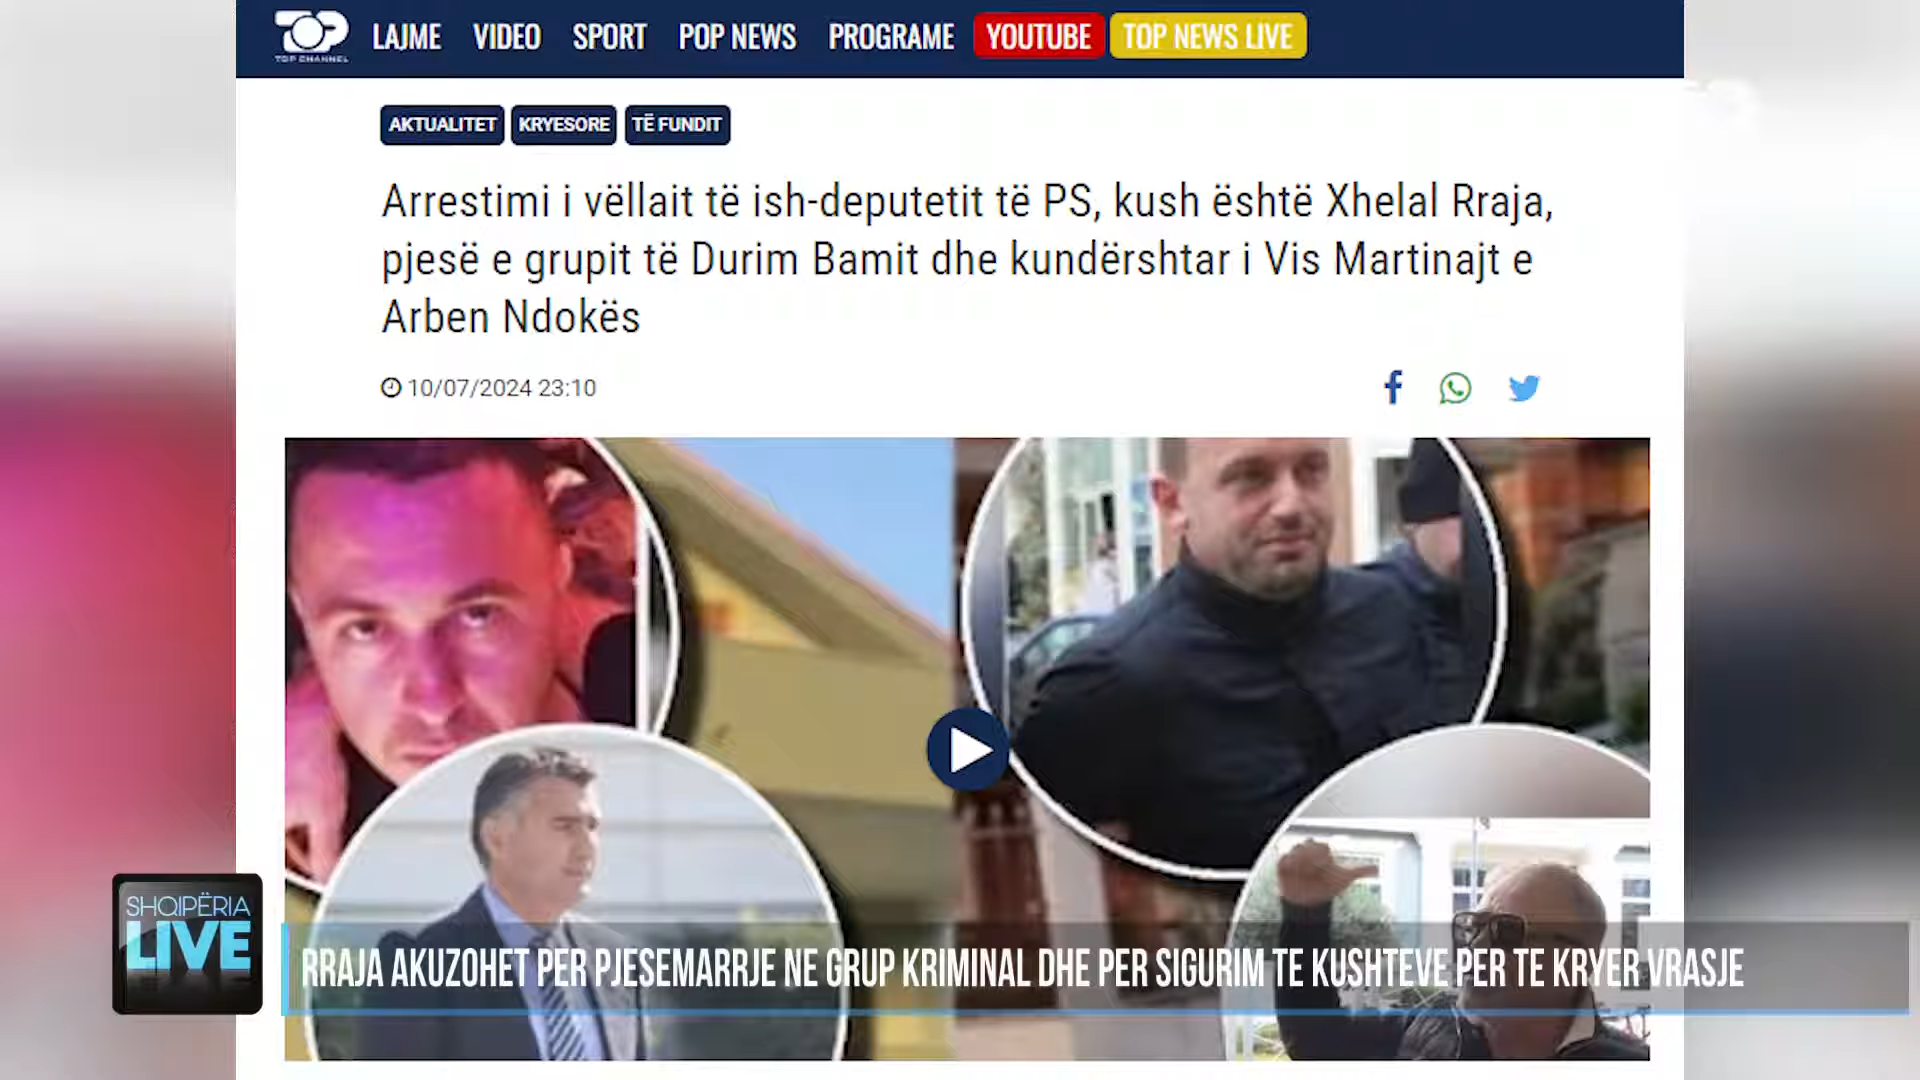 TOP
TOP CHANNEL
LAJME VIDEO SPORT POP NEWS PROGRAME YOUTUBE TOP NEWS LIVE
AKTUALITET KRYESORE TË FUNDIT
Arrestimi i vëllait të ish-deputetit të PS, kush është Xhelal Rraja,
pjesë e grupit të Durim Bamit dhe kundërshtar i Vis Martinajt e
Arben Ndokës
10/07/2024 23:10
SHQIPËRIA
LIVE
RRAJA AKUZOHET PER PJESEMARRJE NE GRUP KRIMINAL DHE PER SIGURIM TE KUSHTEVE PER TE KRYER VRASJE